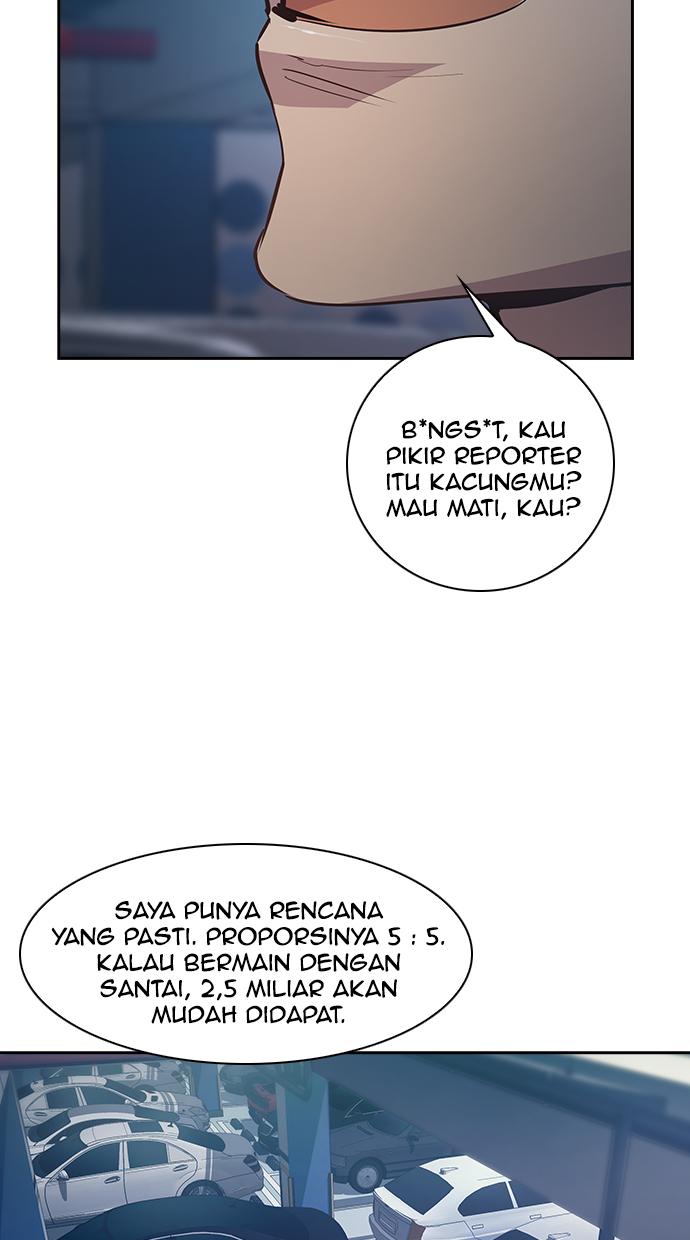 B*NGS*T, KAU
PIKIR REPORTER
ITU KACUNGMU?
MAU MATI, KAU?
SAYA PUNYA RENCANA
YANG PASTI. PROPORSINYA 5 : 5.
KALAU BERMAIN DENGAN
SANTAI, 2,5 MILIAR AKAN
MUDAH DIDAPAT.